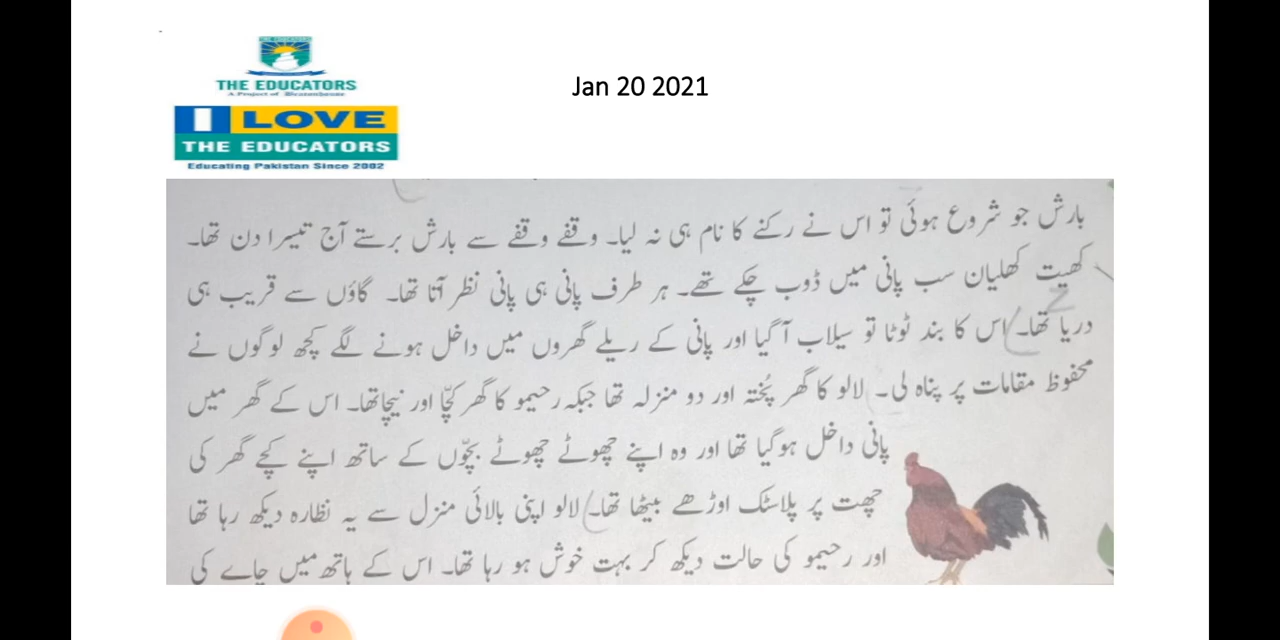 THE EDUCATORS
A Project of Beaconhouse
Jan 20 2021
I LOVE
THE EDUCATORS
Educating Pakistan Since 2002
بارش جو شروع ہوئی تو اس نے رکنے کا نام ہی نہ لیا۔ وقفے وقفے سے بارش برستے آج تیسرا دن تھا۔
کھیت کھلیان سب پانی میں ڈوب چکے تھے۔ ہر طرف پانی ہی پانی نظر آتا تھا۔ گاؤں سے قریب ہی
دریا تھا۔ اس کا بند ٹوٹا تو سیلاب آگیا اور پانی کے ریلے گھروں میں داخل ہونے لگے کچھ لوگوں نے
محفوظ مقامات پر پناہ لی۔ لالو کا گھر پُختہ اور دو منزلہ تھا جبکہ رحیمو کا گھر کچّا اور نیچا تھا۔ اس کے گھر میں
پانی داخل ہوگیا تھا اور وہ اپنے چھوٹے چھوٹے بچّوں کے ساتھ اپنے کچے گھر کی
چھت پر پلاسٹک اوڑھے بیٹھا تھا۔ لالو اپنی بالائی منزل سے یہ نظارہ دیکھ رہا تھا
اور رحیمو کی حالت دیکھ کر بہت خوش ہو رہا تھا۔ اس کے ہاتھ میں چاے کی